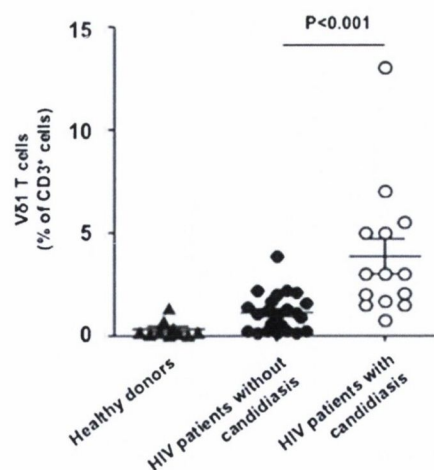 P<0.001
15
10
5
0
Vδ1 T cells
(% of CD3⁺ cells)
Healthy donors
HIV patients without
candidiasis
HIV patients with
candidiasis